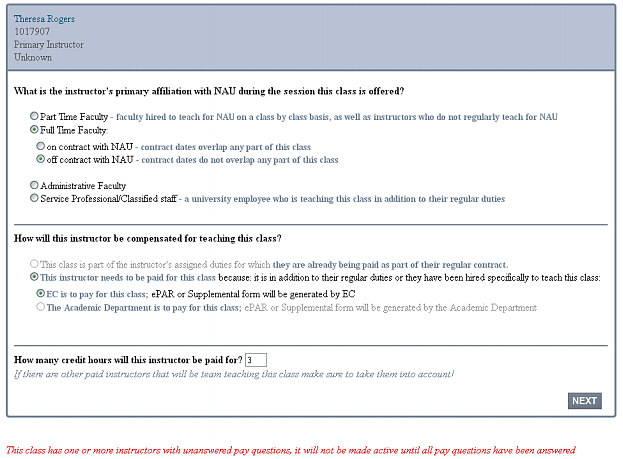 Theresa Rogers
1017907
Primary Instructor
Unknown
What is the instructor's primary affiliation with NAU during the session this class is offered?
Part Time Faculty - faculty hired to teach for NAU on a class by class basis, as well as instructors who do not regularly teach for NAU
Full Time Faculty:
on contract with NAU - contract dates overlap any part of this class
off contract with NAU - contract dates do not overlap any part of this class
Administrative Faculty
Service Professional/Classified staff - a university employee who is teaching this class in addition to their regular duties
How will this instructor be compensated for teaching this class?
This class is part of the instructor's assigned duties for which they are already being paid as part of their regular contract.
This instructor needs to be paid for this class because: it is in addition to their regular duties or they have been hired specifically to teach this class:
EC is to pay for this class; ePAR or Supplemental form will be generated by EC
The Academic Department is to pay for this class; ePAR or Supplemental form will be generated by the Academic Department
How many credit hours will this instructor be paid for? 3
If there are other paid instructors that will be team teaching this class make sure to take them into account!
NEXT
This class has one or more instructors with unanswered pay questions, it will not be made active until all pay questions have been answered